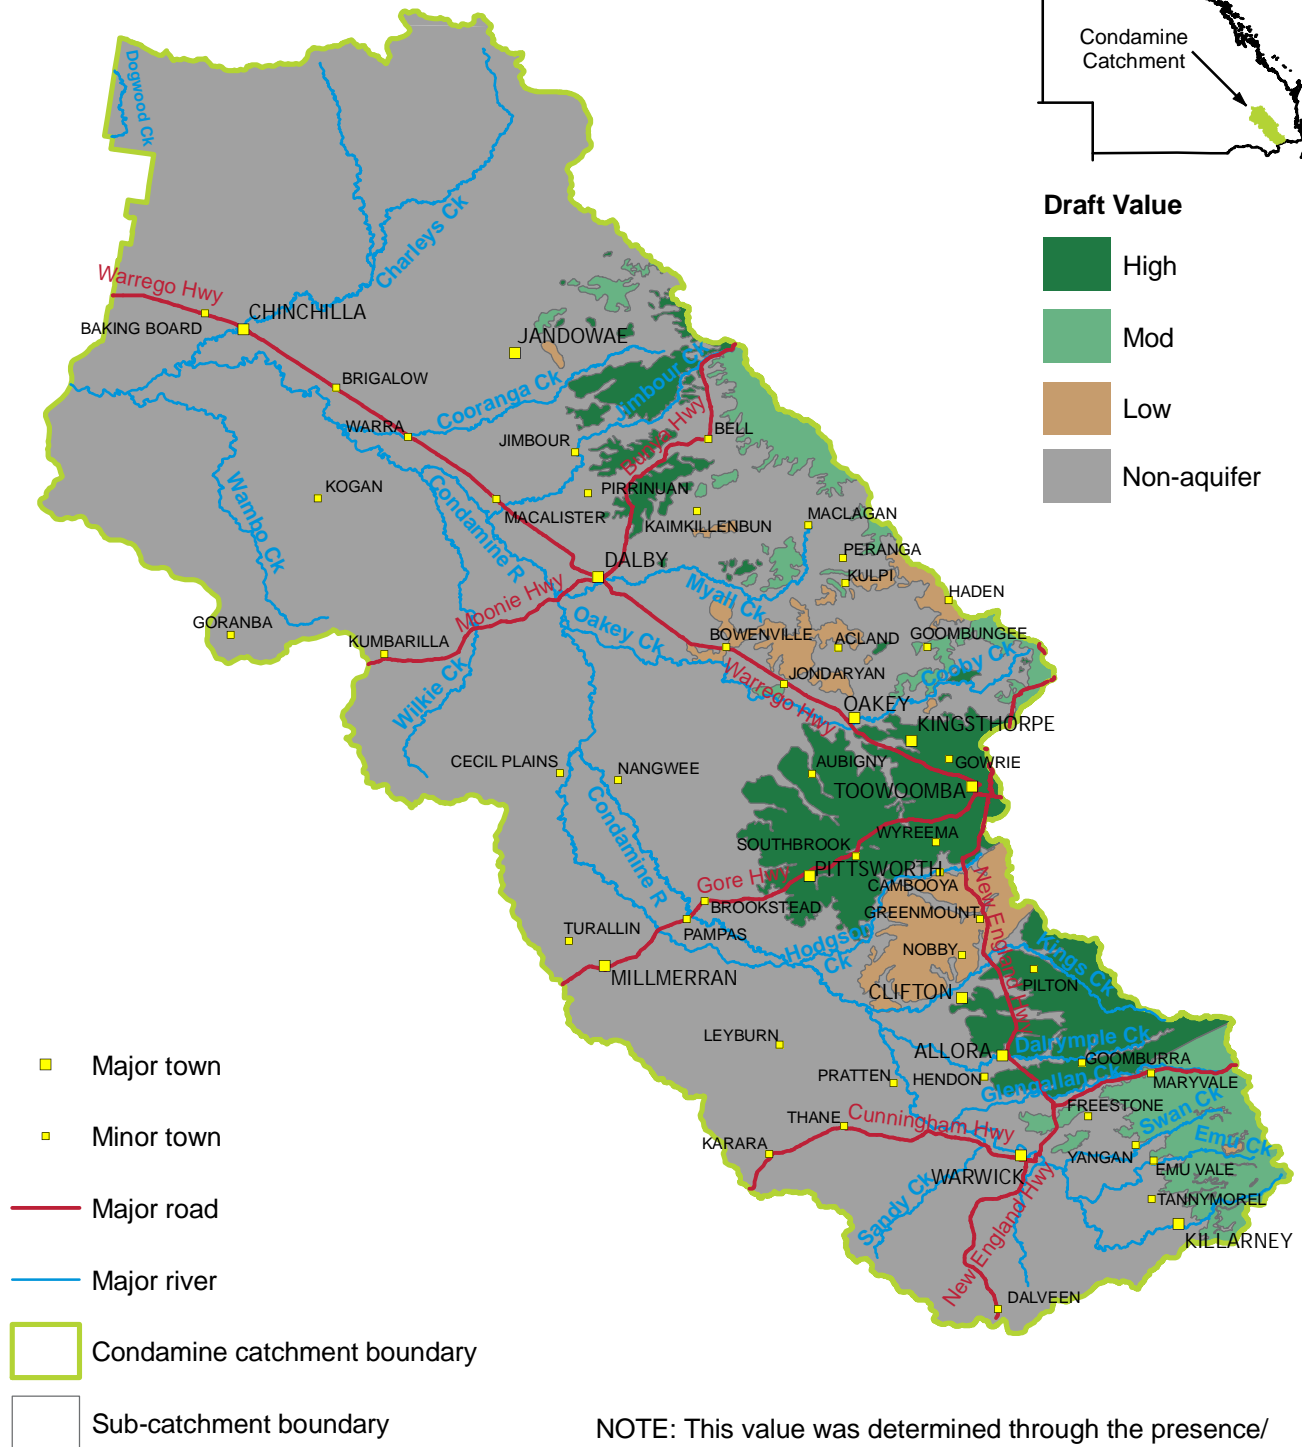 Condamine
Catchment
Draft Value
High
Mod
Low
Non-aquifer
Dogwood Ck
Charleys Ck
Warrego Hwy
CHINCHILLA
BAKING BOARD
JANDOWAE
BRIGALOW
Cooranga Ck
Jimbour Ck
WARRA
JIMBOUR
Bunya Hwy
BELL
KOGAN
Wambo Ck
Condamine R
PIRRINUAN
MACALISTER
KAIMKILLENBUN
MACLAGAN
PERANGA
DALBY
KULPI
Myall Ck
HADEN
Moonie Hwy
GORANBA
KUMBARILLA
Oakey Ck
BOWENVILLE
ACLAND
GOOMBUNGEE
Cooby Ck
Wilkie Ck
Warrego Hwy
JONDARYAN
OAKEY
KINGSTHORPE
CECIL PLAINS
NANGWEE
AUBIGNY
GOWRIE
TOOWOOMBA
Condamine R
WYREEMA
SOUTHBROOK
PITTSWORTH
Gore Hwy
CAMBOOYA
New England Hwy
BROOKSTEAD
GREENMOUNT
TURALLIN
PAMPAS
Hodgson
Ck
NOBBY
Kings Ck
MILLMERRAN
PILTON
CLIFTON
LEYBURN
ALLORA
Dalrymple Ck
GOOMBURRA
PRATTEN
HENDON
Glengallan Ck
MARYVALE
FREESTONE
THANE
Cunningham Hwy
Swan Ck
KARARA
Emu Ck
YANGAN
EMU VALE
WARWICK
Sandy Ck
TANNYMOREL
New England Hwy
KILLARNEY
DALVEEN
Major town
Minor town
Major road
Major river
Condamine catchment boundary
Sub-catchment boundary
NOTE: This value was determined through the presence/